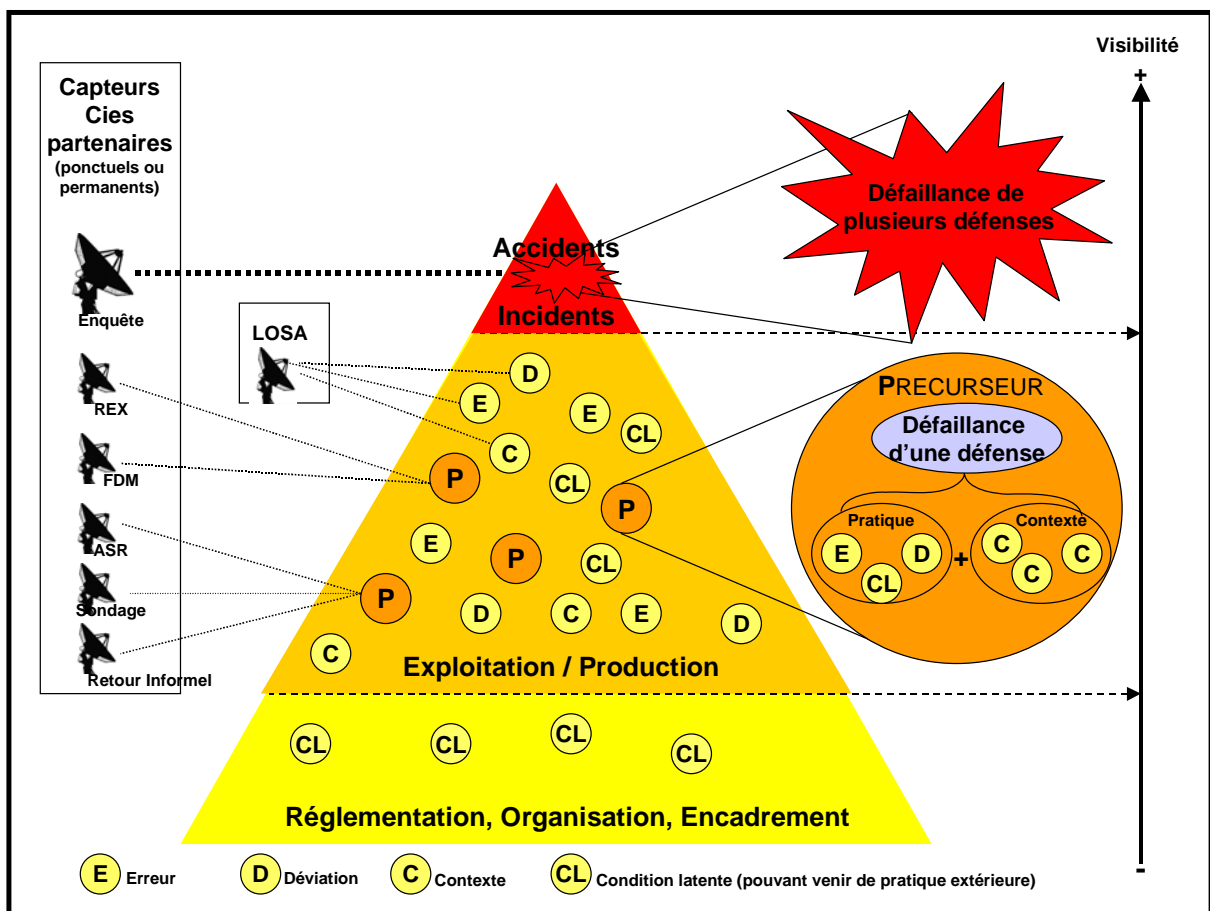 Visibilité
+
Capteurs
Cies
partenaires
(ponctuels ou
permanents)
Enquête
REX
FDM
ASR
Sondage
Retour Informel
LOSA
Accidents
Incidents
D
E
E
CL
C
P
CL
P
E
P
CL
P
D
C
E
D
C
Exploitation / Production
CL
CL
CL
CL
Réglementation, Organisation, Encadrement
Défaillance de
plusieurs défenses
PRECURSEUR
Défaillance
d’une défense
Pratique
E
D
CL
+
Contexte
C
C
C
-
E Erreur
D Déviation
C Contexte
CL Condition latente (pouvant venir de pratique extérieure)